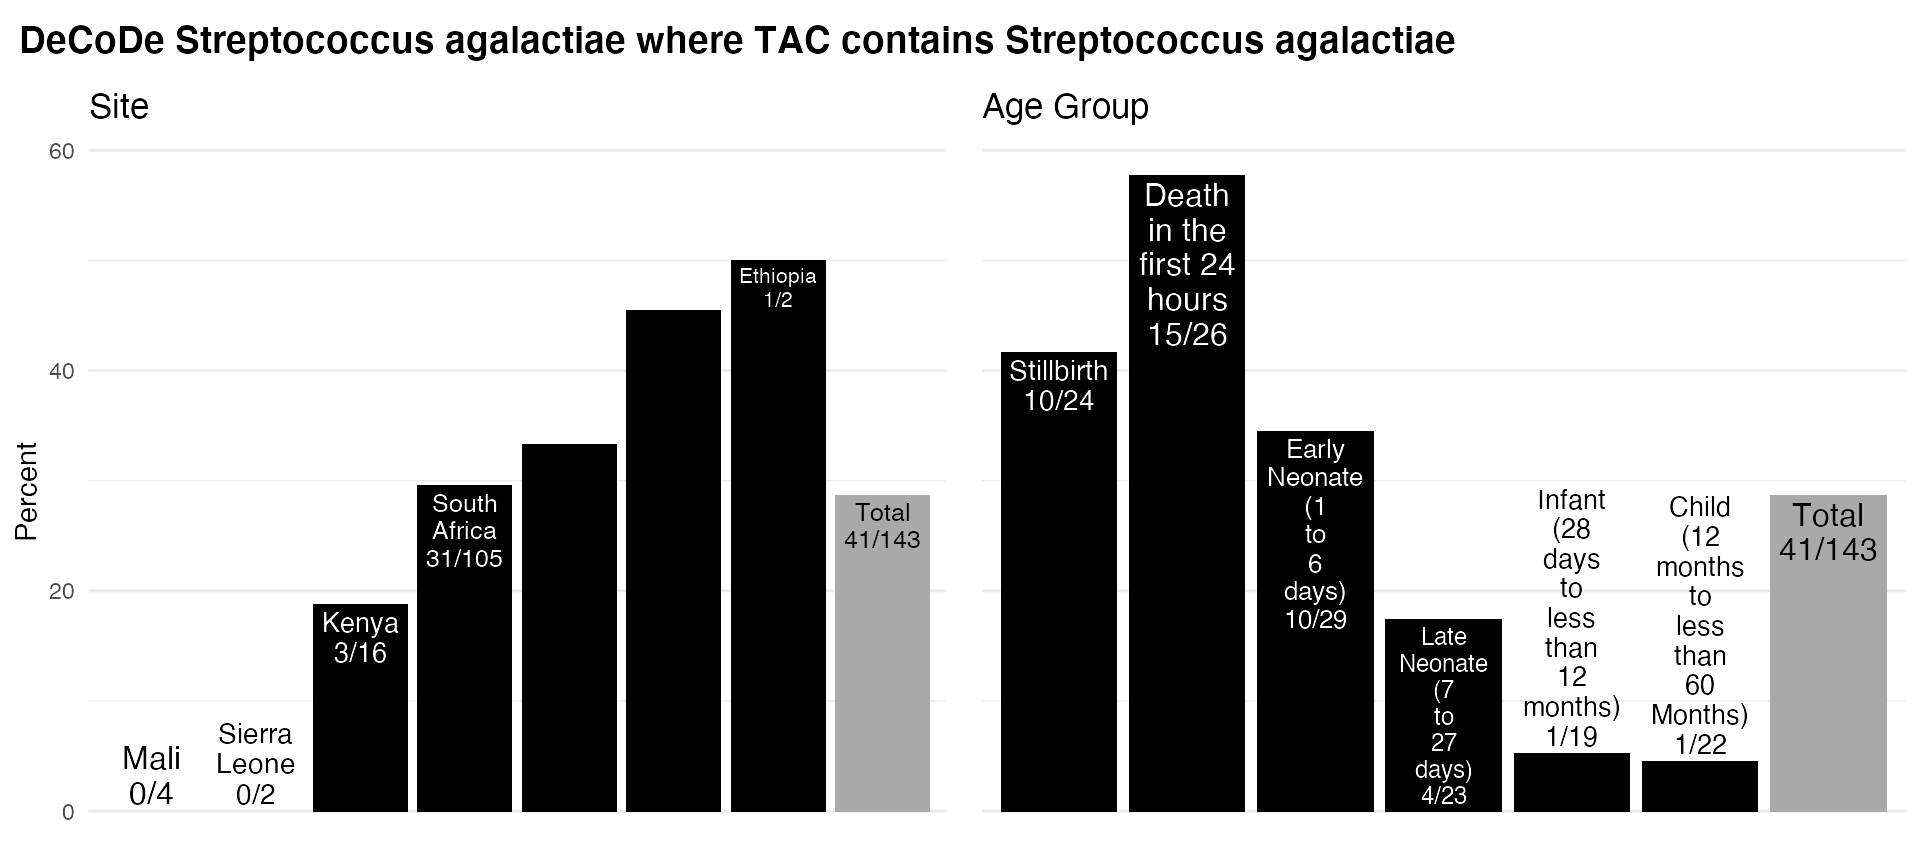 DeCoDe Streptococcus agalactiae where TAC contains Streptococcus agalactiae
Site
Percent
60
40
20
0
Mali
0/4
Sierra
Leone
0/2
Kenya
3/16
South
Africa
31/105
Ethiopia
1/2
Total
41/143
Age Group
Stillbirth
10/24
Death
in the
first 24
hours
15/26
Early
Neonate
(1
to
6
days)
10/29
Late
Neonate
(7
to
27
days)
4/23
Infant
(28
days
to
less
than
12
months)
1/19
Child
(12
months
to
less
than
60
Months)
1/22
Total
41/143